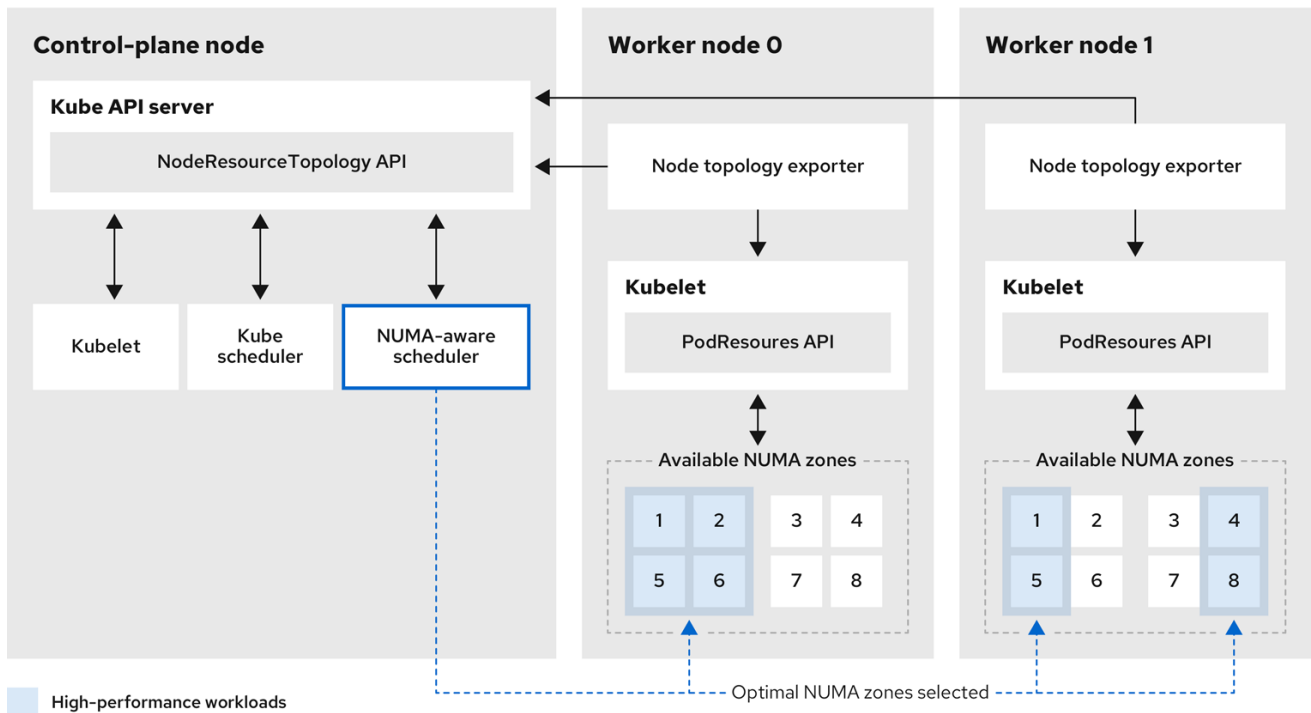 Control-plane node
Kube API server
NodeResourceTopology API
Kubelet
Kube
scheduler
NUMA-aware
scheduler
Worker node 0
Node topology exporter
Kubelet
PodResoures API
Available NUMA zones
1 2 3 4
5 6 7 8
Worker node 1
Node topology exporter
Kubelet
PodResoures API
Available NUMA zones
1 2 3 4
5 6 7 8
Optimal NUMA zones selected
High-performance workloads